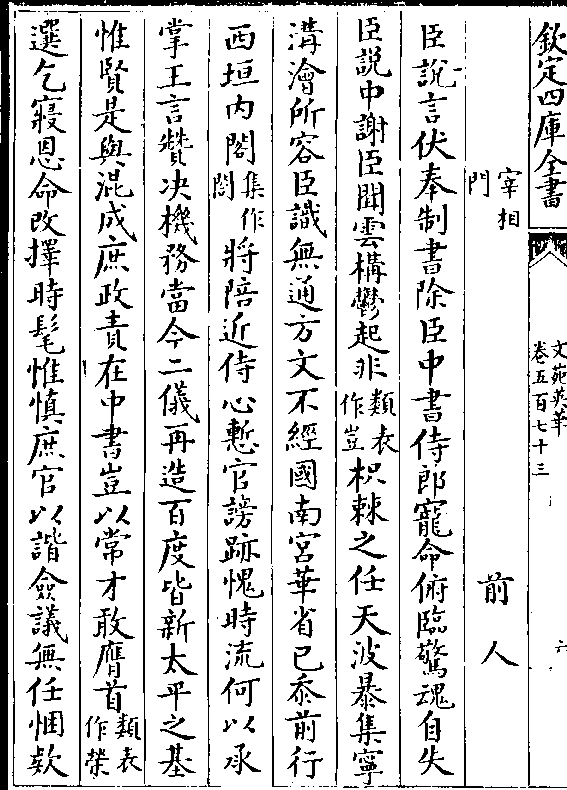 欽定四庫全書
文苑英華
卷五百七十三
六
宰相
門
前人
臣說言伏奉制書除臣中書侍郎寵命俯臨驚魂自失
臣說中謝臣聞雲構鬱起非類表作豈枳棘之任天波暴集寧
溝澮所容臣識無通方文不經國南宮華省已忝前行
西垣内閣集作閤將陪近侍心慙官謗跡愧時流何以承
掌王言贊決機務當今二儀再造百度皆新太平之基
惟賢是與混成庶政責在中書豈以常才敢膺首類表作榮
選乞寢恩命改擇時髦惟慎庶官以諧僉議無任悃欵